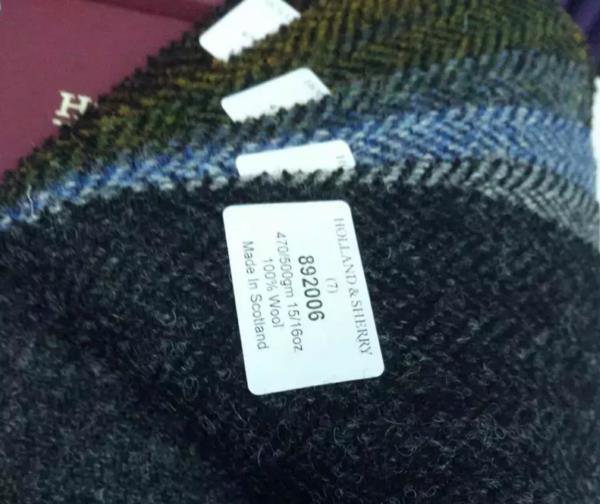 HOLLAND & SHERRY
(7)
892006
470/500gm 15/16oz
100% Wool
Made In Scotland
H